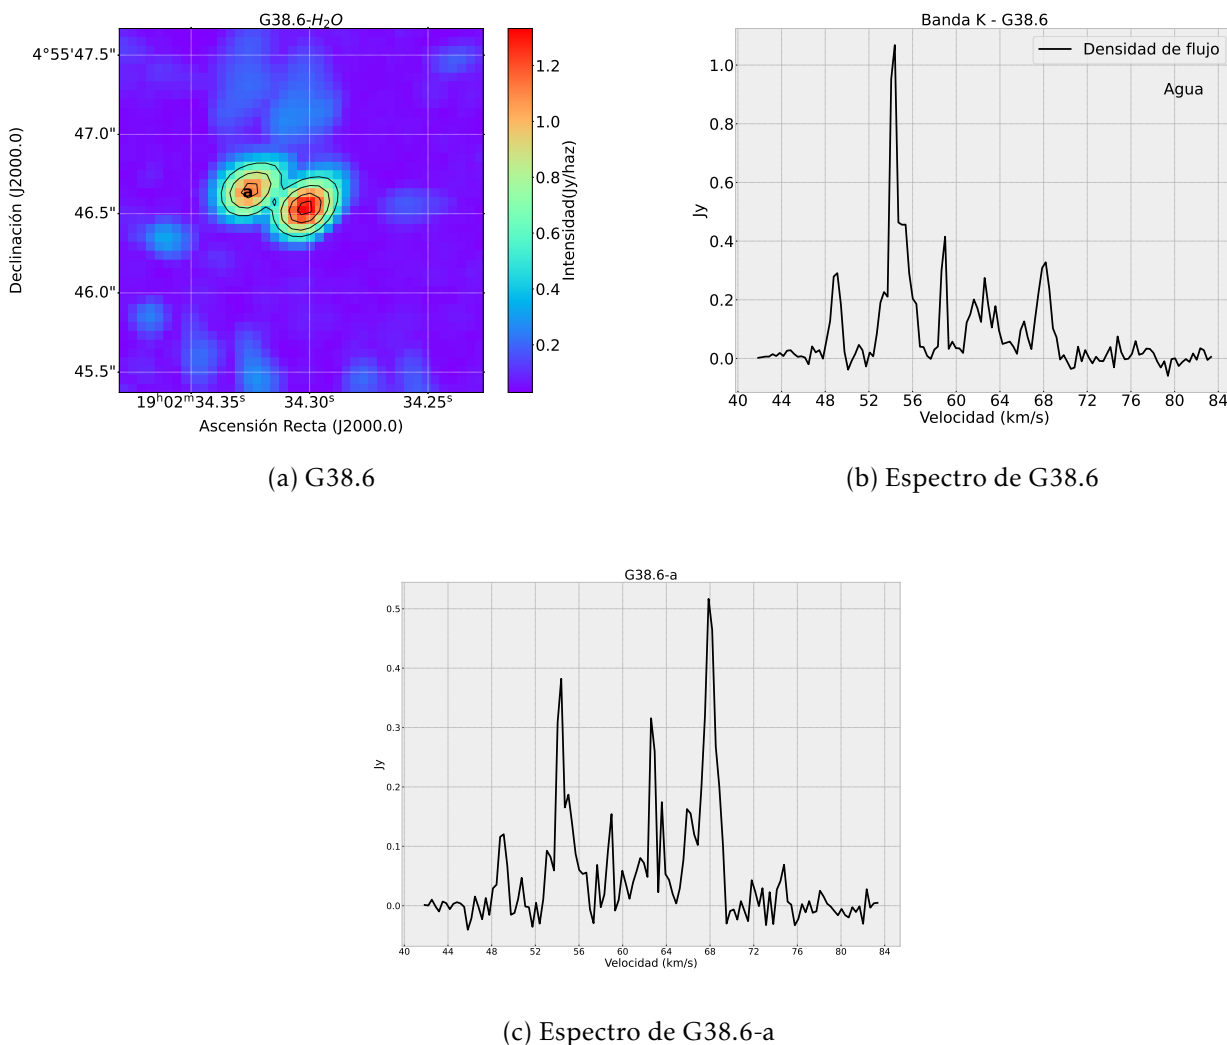 G38.6-H₂O
4°55'47.5"
47.0"
46.5"
46.0"
45.5"
Declinación (J2000.0)
19ʰ02ᵐ34.35ˢ 34.30ˢ 34.25ˢ
Ascensión Recta (J2000.0)
1.2
1.0
0.8
0.6
0.4
0.2
Intensidad(Jy/haz)
a
(a) G38.6
Banda K - G38.6
Densidad de flujo
Agua
1.0
0.8
0.6
0.4
0.2
0.0
Jy
40 44 48 52 56 60 64 68 72 76 80 84
Velocidad (km/s)
(b) Espectro de G38.6
G38.6-a
0.5
0.4
0.3
0.2
0.1
0.0
Jy
40 44 48 52 56 60 64 68 72 76 80 84
Velocidad (km/s)
(c) Espectro de G38.6-a